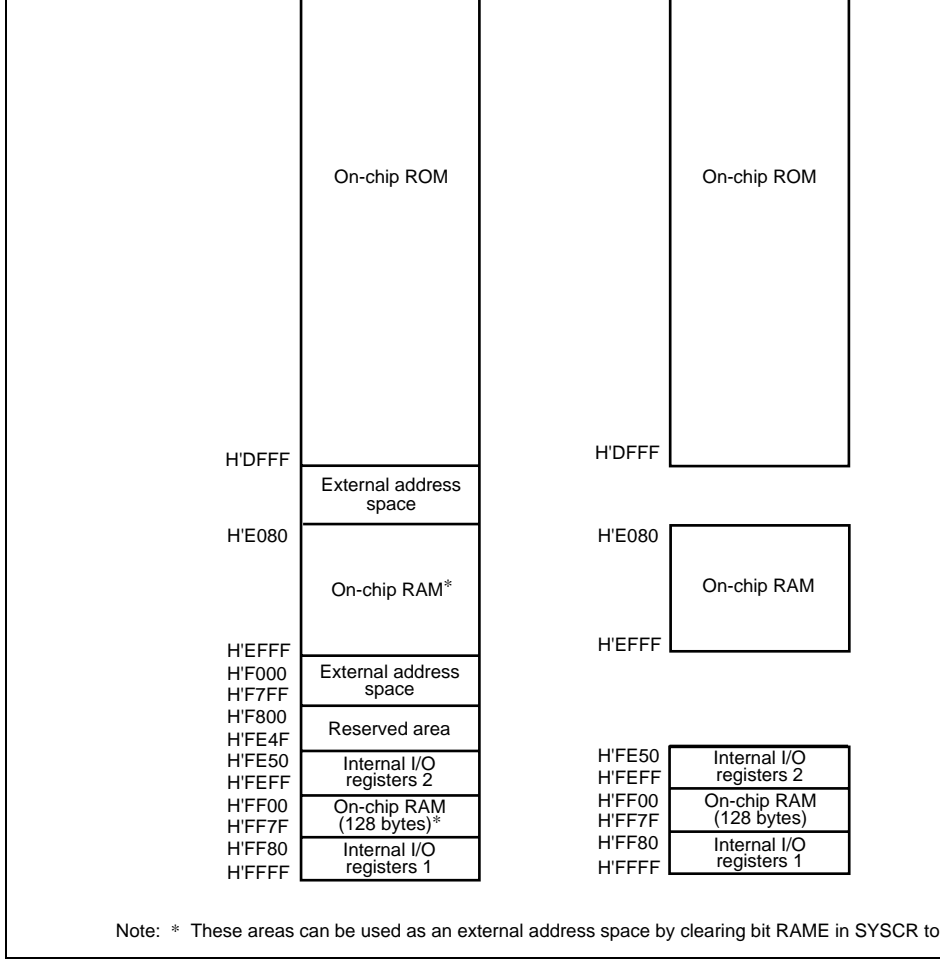 On-chip ROM
H'DFFF
External address
space
H'E080
On-chip RAM*
H'EFFF
H'F000
External address
space
H'F7FF
H'F800
Reserved area
H'FE4F
H'FE50
Internal I/O
registers 2
H'FEFF
H'FF00
On-chip RAM
(128 bytes)*
H'FF7F
H'FF80
Internal I/O
registers 1
H'FFFF
On-chip ROM
H'DFFF
H'E080
On-chip RAM
H'EFFF
H'FE50
Internal I/O
registers 2
H'FEFF
H'FF00
On-chip RAM
(128 bytes)
H'FF7F
H'FF80
Internal I/O
registers 1
H'FFFF
Note: * These areas can be used as an external address space by clearing bit RAME in SYSCR to